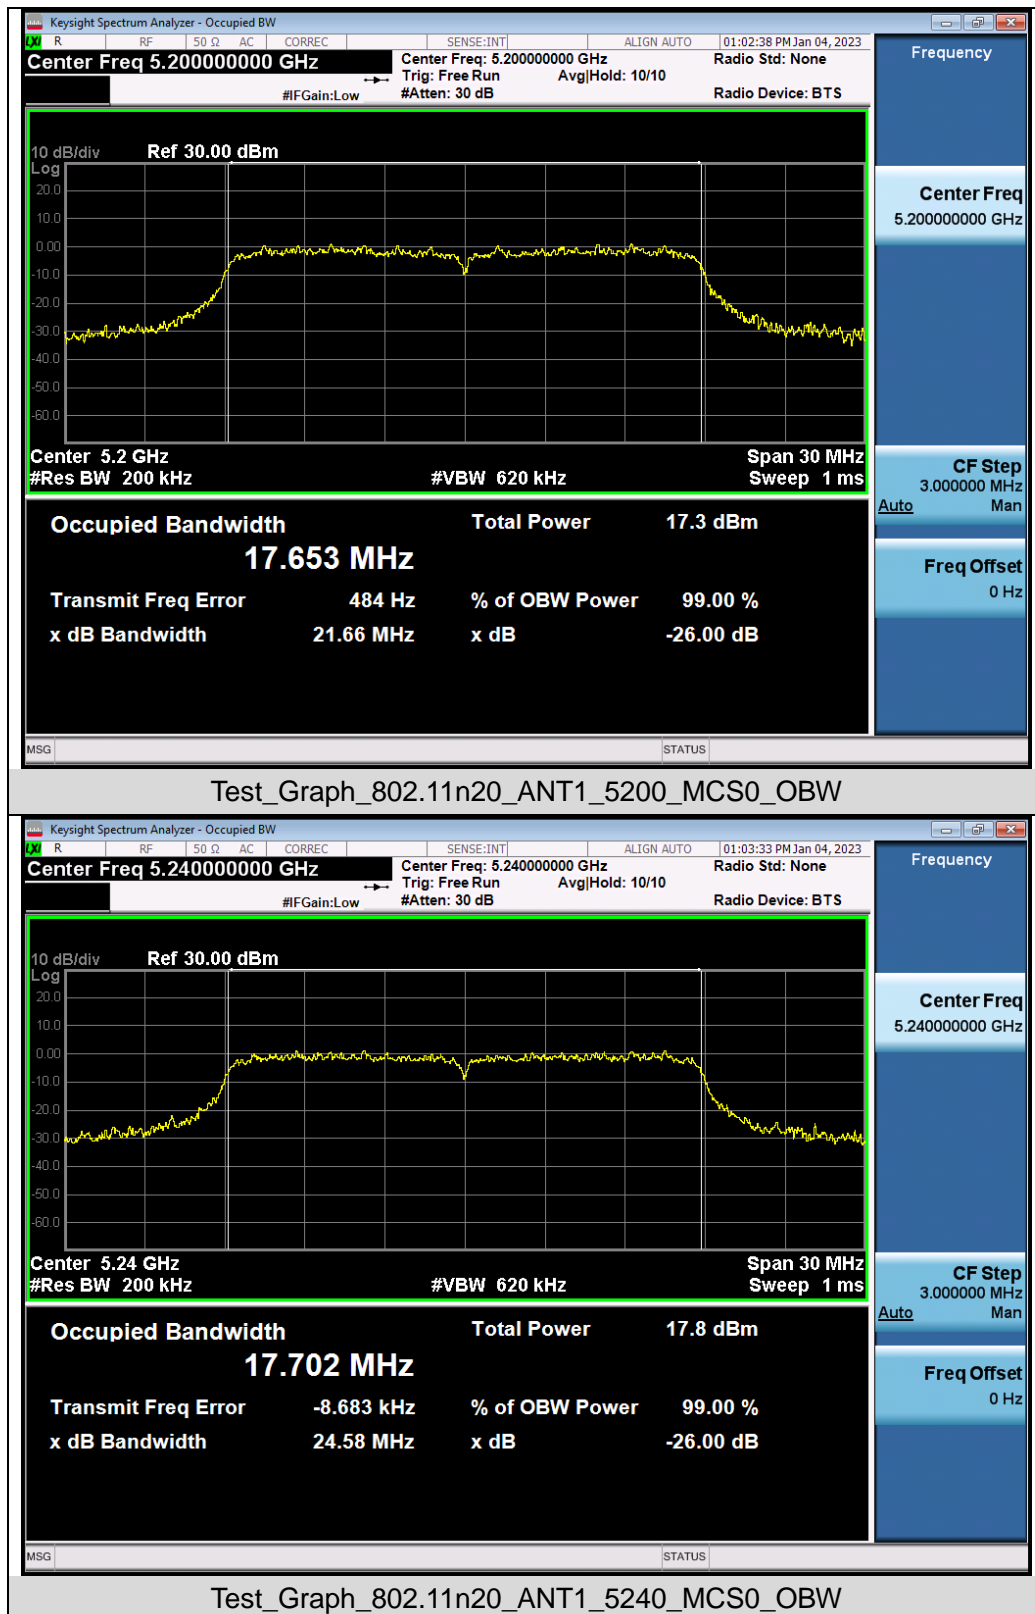 Keysight Spectrum Analyzer - Occupied BW
LXI R RF 50 Ω AC CORREC SENSE:INT ALIGN AUTO 01:02:38 PM Jan 04, 2023
Center Freq 5.200000000 GHz
Center Freq: 5.200000000 GHz
Radio Std: None
Trig: Free Run Avg|Hold: 10/10
#IFGain:Low #Atten: 30 dB Radio Device: BTS
Frequency
10 dB/div Ref 30.00 dBm
Log
20.0
10.0
0.00
-10.0
-20.0
-30.0
-40.0
-50.0
-60.0
Center Freq
5.200000000 GHz
Center 5.2 GHz Span 30 MHz
#Res BW 200 kHz #VBW 620 kHz Sweep 1 ms
CF Step
3.000000 MHz
Auto Man
Occupied Bandwidth Total Power 17.3 dBm
17.653 MHz
Freq Offset
0 Hz
Transmit Freq Error 484 Hz % of OBW Power 99.00 %
x dB Bandwidth 21.66 MHz x dB -26.00 dB
MSG STATUS
Test_Graph_802.11n20_ANT1_5200_MCS0_OBW
Keysight Spectrum Analyzer - Occupied BW
LXI R RF 50 Ω AC CORREC SENSE:INT ALIGN AUTO 01:03:33 PM Jan 04, 2023
Center Freq 5.240000000 GHz
Center Freq: 5.240000000 GHz
Radio Std: None
Trig: Free Run Avg|Hold: 10/10
#IFGain:Low #Atten: 30 dB Radio Device: BTS
Frequency
10 dB/div Ref 30.00 dBm
Log
20.0
10.0
0.00
-10.0
-20.0
-30.0
-40.0
-50.0
-60.0
Center Freq
5.240000000 GHz
Center 5.24 GHz Span 30 MHz
#Res BW 200 kHz #VBW 620 kHz Sweep 1 ms
CF Step
3.000000 MHz
Auto Man
Occupied Bandwidth Total Power 17.8 dBm
17.702 MHz
Freq Offset
0 Hz
Transmit Freq Error -8.683 kHz % of OBW Power 99.00 %
x dB Bandwidth 24.58 MHz x dB -26.00 dB
MSG STATUS
Test_Graph_802.11n20_ANT1_5240_MCS0_OBW